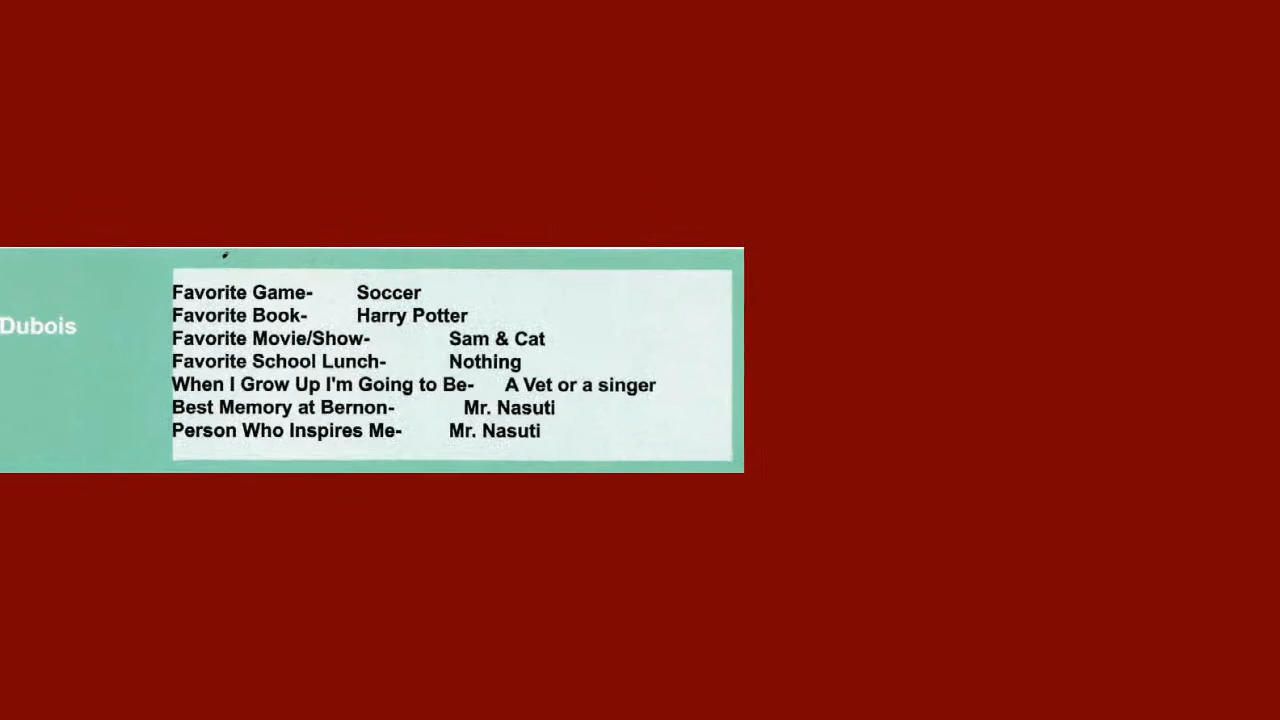 Dubois
Favorite Game- Soccer
Favorite Book- Harry Potter
Favorite Movie/Show- Sam & Cat
Favorite School Lunch- Nothing
When I Grow Up I'm Going to Be- A Vet or a singer
Best Memory at Bernon- Mr. Nasuti
Person Who Inspires Me- Mr. Nasuti